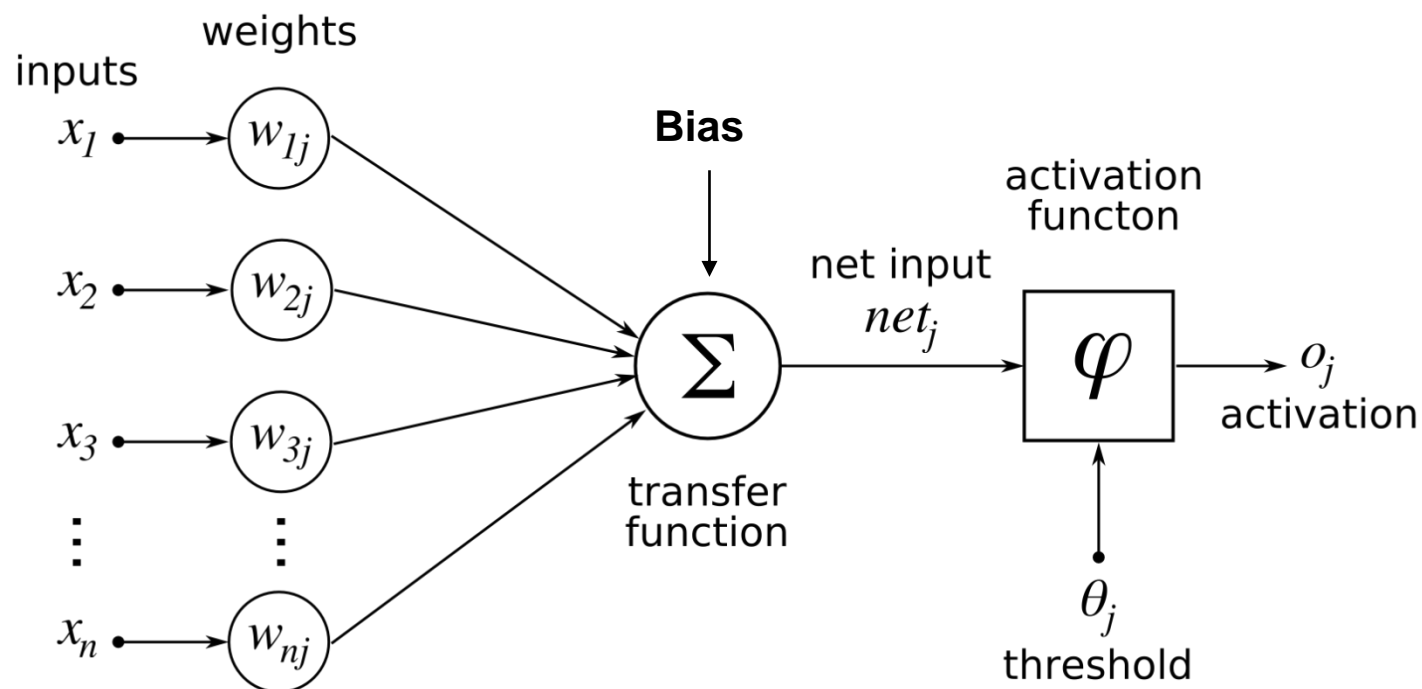 weights
inputs
x1
w1j
Bias
activation
functon
x2
w2j
net input
netj
Σ
φ
oj
activation
x3
w3j
transfer
function
⋮ ⋮
θj
threshold
xn
wnj